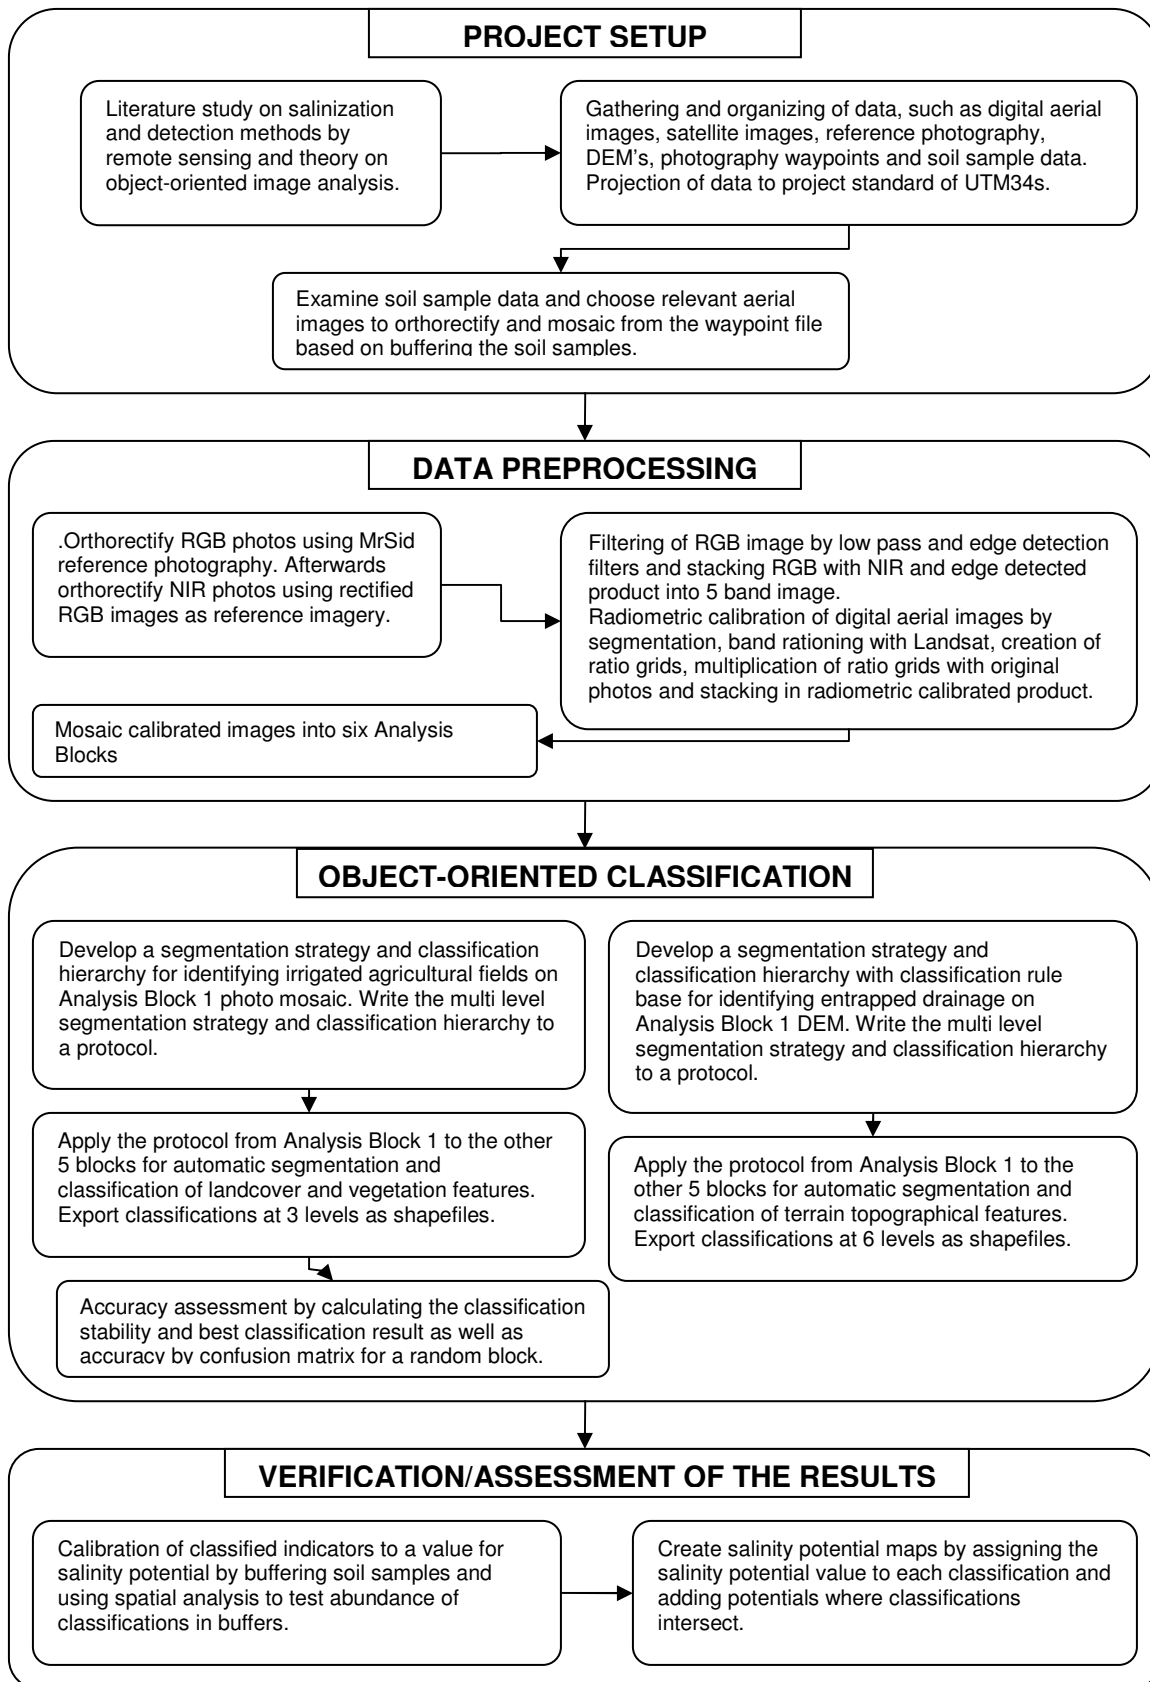 PROJECT SETUP
Literature study on salinization
and detection methods by
remote sensing and theory on
object-oriented image analysis.
Gathering and organizing of data, such as digital aerial
images, satellite images, reference photography,
DEM's, photography waypoints and soil sample data.
Projection of data to project standard of UTM34s.
Examine soil sample data and choose relevant aerial
images to orthorectify and mosaic from the waypoint file
based on buffering the soil samples.
DATA PREPROCESSING
.Orthorectify RGB photos using MrSid
reference photography. Afterwards
orthorectify NIR photos using rectified
RGB images as reference imagery.
Filtering of RGB image by low pass and edge detection
filters and stacking RGB with NIR and edge detected
product into 5 band image.
Radiometric calibration of digital aerial images by
segmentation, band rationing with Landsat, creation of
ratio grids, multiplication of ratio grids with original
photos and stacking in radiometric calibrated product.
Mosaic calibrated images into six Analysis
Blocks
OBJECT-ORIENTED CLASSIFICATION
Develop a segmentation strategy and classification
hierarchy for identifying irrigated agricultural fields on
Analysis Block 1 photo mosaic. Write the multi level
segmentation strategy and classification hierarchy to
a protocol.
Develop a segmentation strategy and
classification hierarchy with classification rule
base for identifying entrapped drainage on
Analysis Block 1 DEM. Write the multi level
segmentation strategy and classification hierarchy
to a protocol.
Apply the protocol from Analysis Block 1 to the other
5 blocks for automatic segmentation and
classification of landcover and vegetation features.
Export classifications at 3 levels as shapefiles.
Apply the protocol from Analysis Block 1 to the
other 5 blocks for automatic segmentation and
classification of terrain topographical features.
Export classifications at 6 levels as shapefiles.
Accuracy assessment by calculating the classification
stability and best classification result as well as
accuracy by confusion matrix for a random block.
VERIFICATION/ASSESSMENT OF THE RESULTS
Calibration of classified indicators to a value for
salinity potential by buffering soil samples and
using spatial analysis to test abundance of
classifications in buffers.
Create salinity potential maps by assigning the
salinity potential value to each classification and
adding potentials where classifications
intersect.